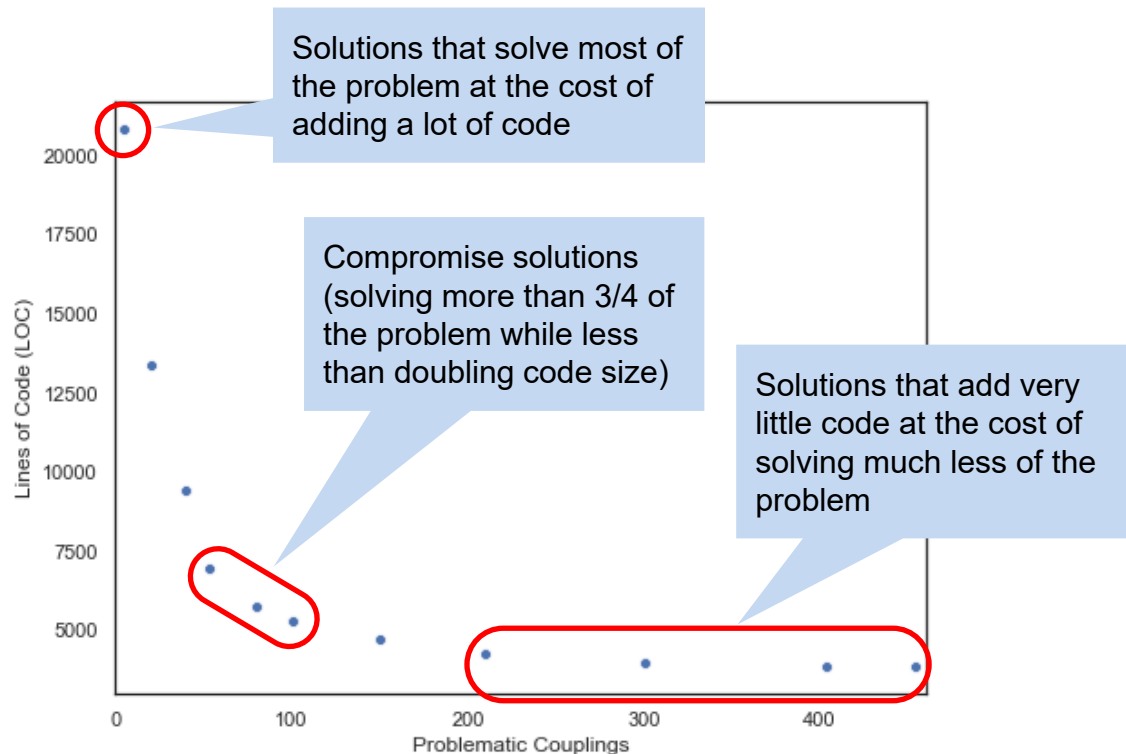 Solutions that solve most of
the problem at the cost of
adding a lot of code
Compromise solutions
(solving more than 3/4 of
the problem while less
than doubling code size)
Solutions that add very
little code at the cost of
solving much less of the
problem
Lines of Code (LOC)
20000
17500
15000
12500
10000
7500
5000
0 100 200 300 400
Problematic Couplings